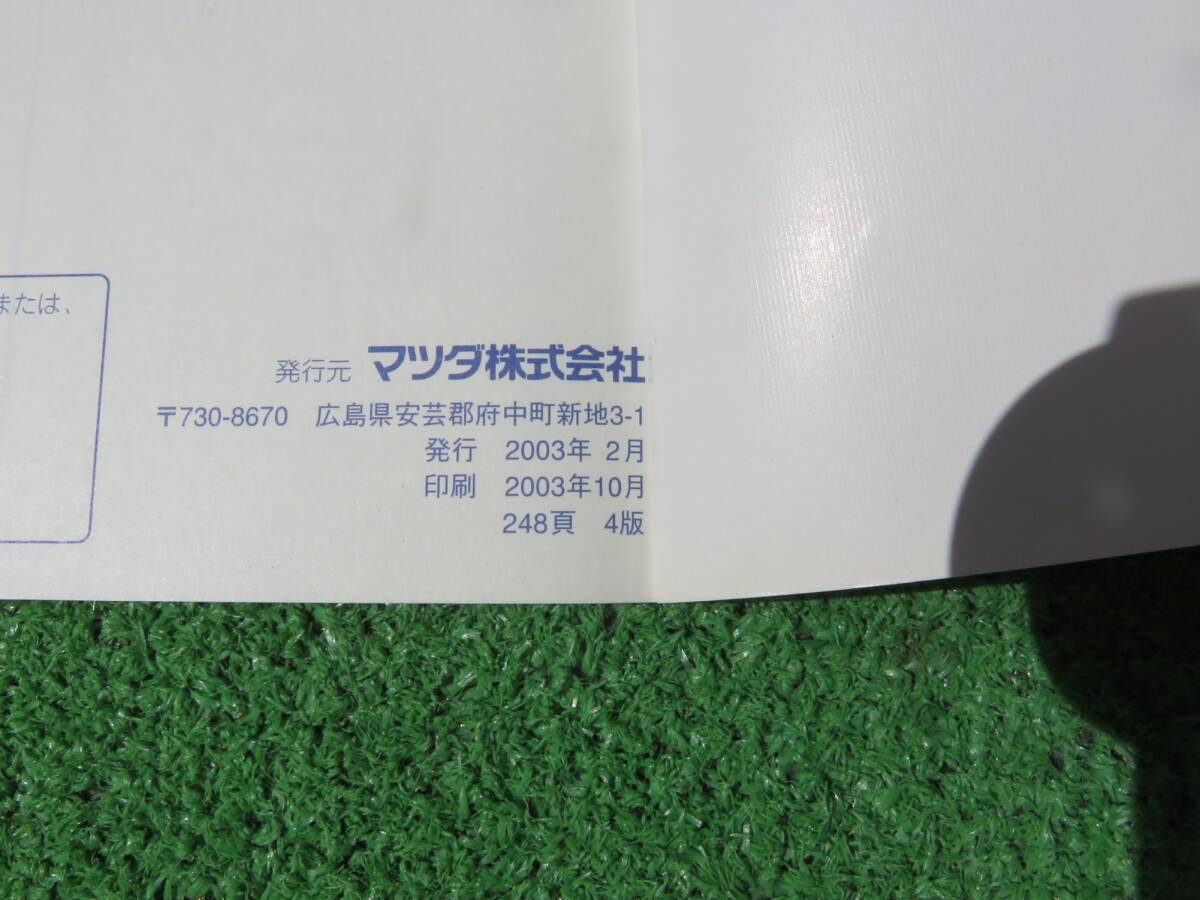 または、
発行元 マツダ株式会社
〒730-8670 広島県安芸郡府中町新地3-1
発行 2003年 2月
印刷 2003年10月
248頁 4版